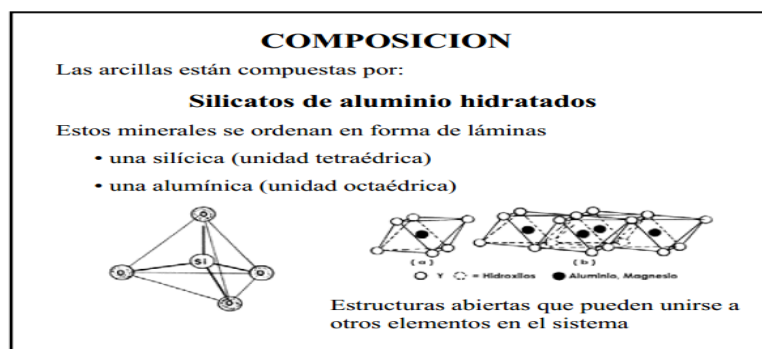 COMPOSICION
Las arcillas están compuestas por:
Silicatos de aluminio hidratados
Estos minerales se ordenan en forma de láminas
• una silícica (unidad tetraédrica)
• una alumínica (unidad octaédrica)
O
Si
O
O
O
(a)
(b)
Y = Hidroxilos Aluminio, Magnesio
Estructuras abiertas que pueden unirse a
otros elementos en el sistema